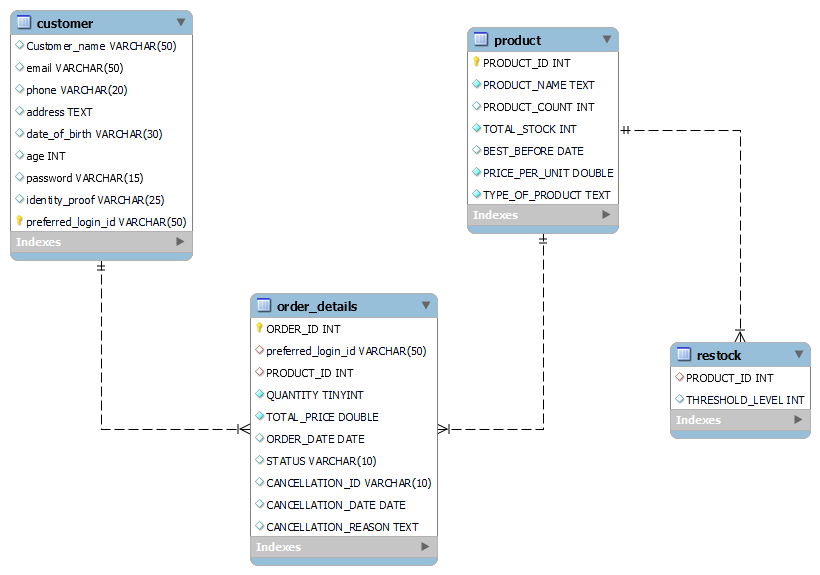 customer
Customer_name VARCHAR(50)
email VARCHAR(50)
phone VARCHAR(20)
address TEXT
date_of_birth VARCHAR(30)
age INT
password VARCHAR(15)
identity_proof VARCHAR(25)
preferred_login_id VARCHAR(50)
Indexes
product
PRODUCT_ID INT
PRODUCT_NAME TEXT
PRODUCT_COUNT INT
TOTAL_STOCK INT
BEST_BEFORE DATE
PRICE_PER_UNIT DOUBLE
TYPE_OF_PRODUCT TEXT
Indexes
order_details
ORDER_ID INT
preferred_login_id VARCHAR(50)
PRODUCT_ID INT
QUANTITY TINYINT
TOTAL_PRICE DOUBLE
ORDER_DATE DATE
STATUS VARCHAR(10)
CANCELLATION_ID VARCHAR(10)
CANCELLATION_DATE DATE
CANCELLATION_REASON TEXT
Indexes
restock
PRODUCT_ID INT
THRESHOLD_LEVEL INT
Indexes